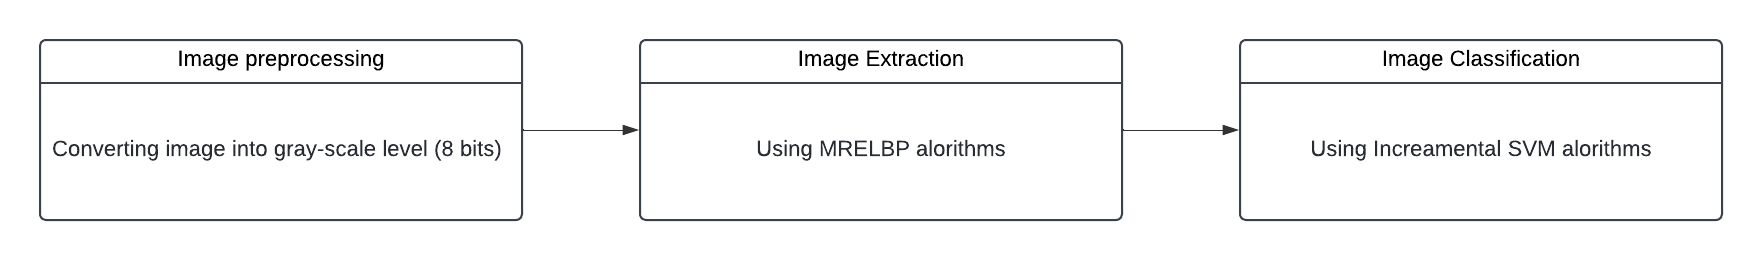 Image preprocessing
Converting image into gray-scale level (8 bits)
Image Extraction
Using MRELBP alorithms
Image Classification
Using Increamental SVM alorithms